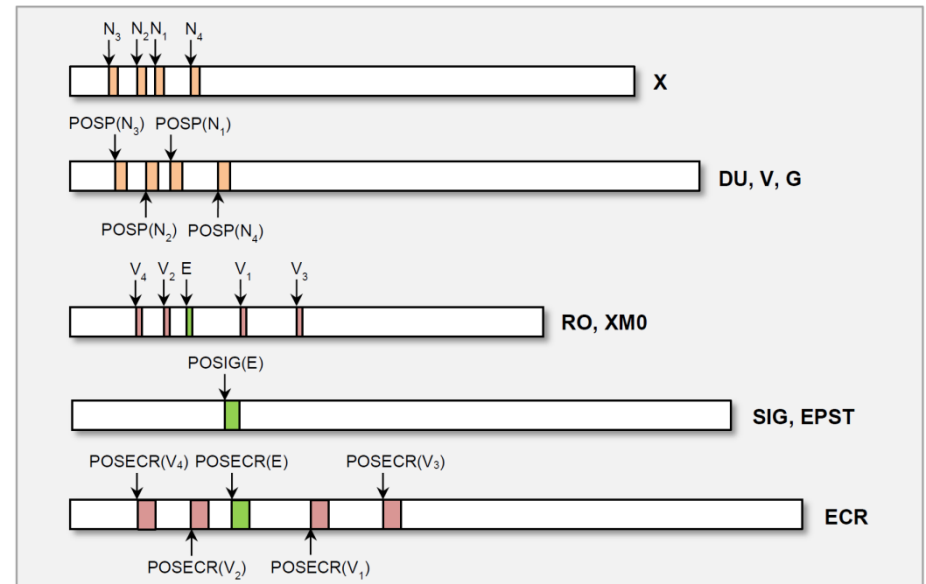 N₃ N₂ N₁ N₄
X
POSP(N₃) POSP(N₁)
DU, V, G
POSP(N₂) POSP(N₄)
V₄ V₂ E V₁ V₃
RO, XM0
POSIG(E)
SIG, EPST
POSECR(V₄) POSECR(E) POSECR(V₃)
ECR
POSECR(V₂) POSECR(V₁)